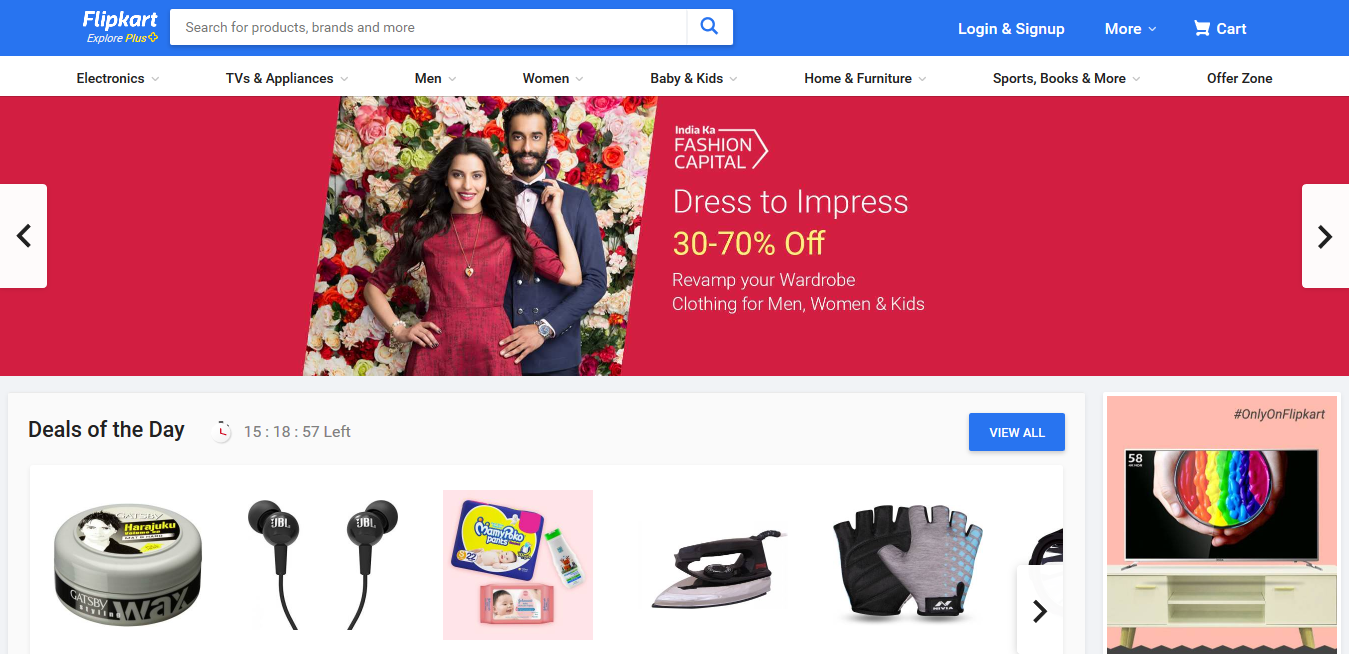 Flipkart
Explore Plus
Search for products, brands and more
Login & Signup
More
Cart
Electronics
TVs & Appliances
Men
Women
Baby & Kids
Home & Furniture
Sports, Books & More
Offer Zone
India Ka
FASHION
CAPITAL
Dress to Impress
30-70% Off
Revamp your Wardrobe
Clothing for Men, Women & Kids
Deals of the Day
15 : 18 : 57 Left
VIEW ALL
#OnlyOnFlipkart
58
GATSBY
Harajuku
GATSBY
styling wax
JBL
JBL
MamyPoko
pants
22
NIVIA